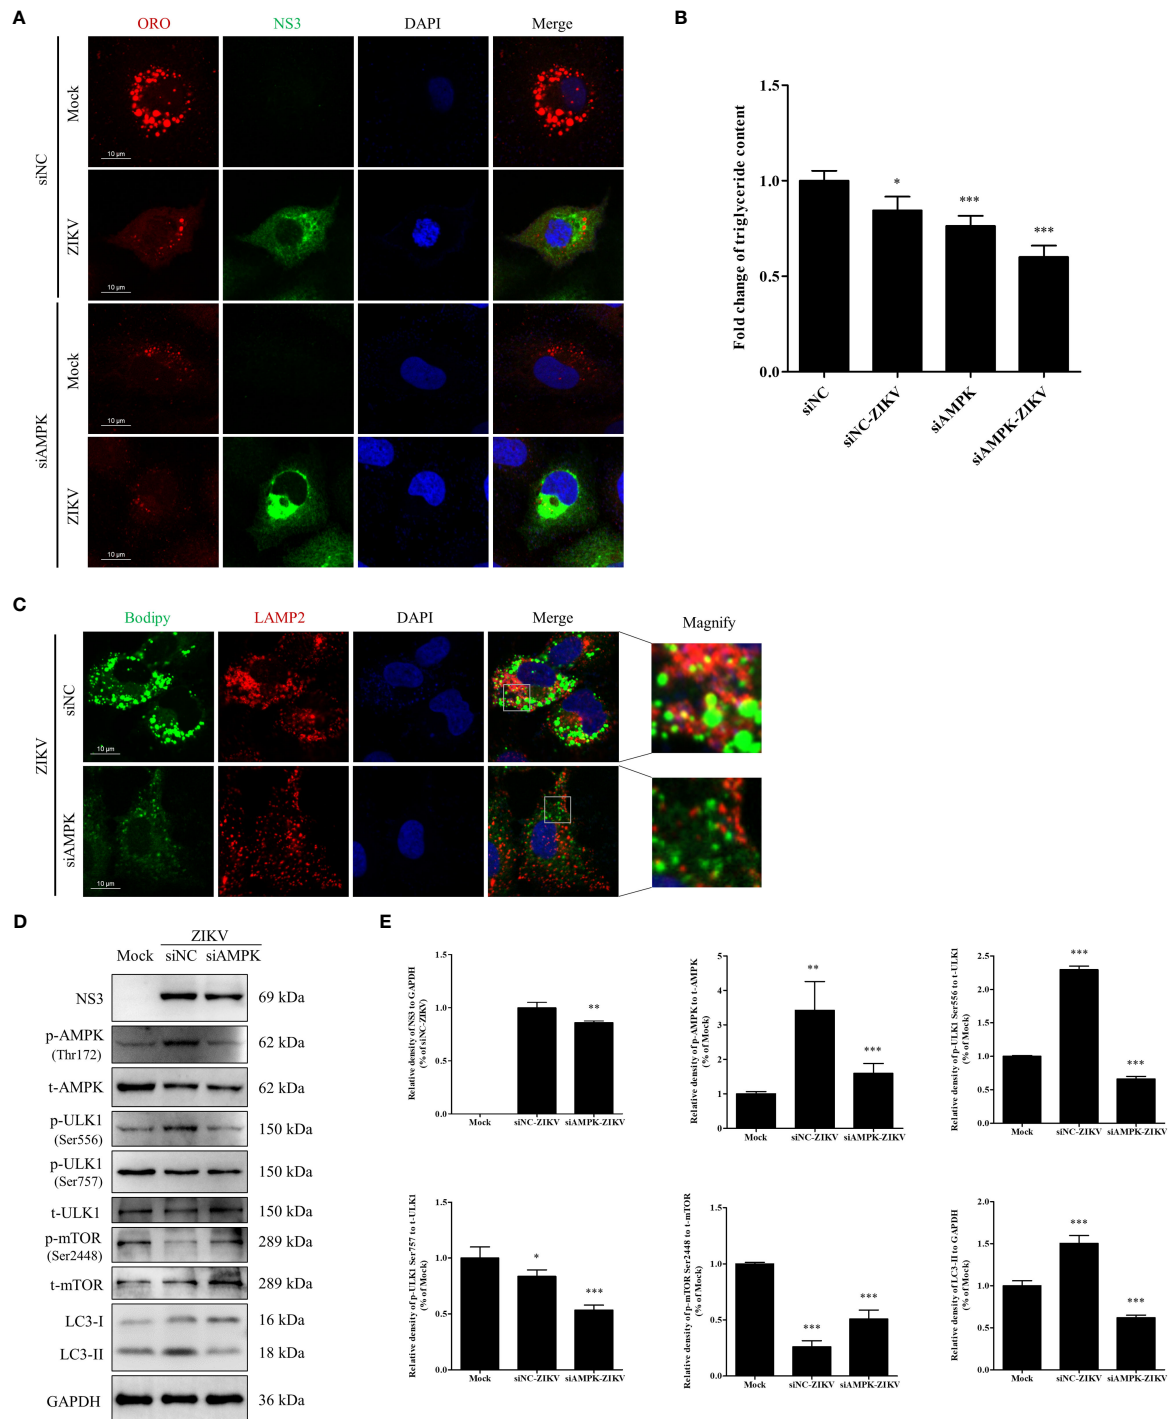 A
ORO
NS3
DAPI
Merge
siNC
Mock
10 µm
ZIKV
10 µm
siAMPK
Mock
10 µm
ZIKV
10 µm
B
Fold change of triglyceride content
1.5
1.0
0.5
0.0
*
***
***
siNC
siNC-ZIKV
siAMPK
siAMPK-ZIKV
C
Bodipy
LAMP2
DAPI
Merge
Magnify
ZIKV
siNC
10 µm
siAMPK
10 µm
D
ZIKV
Mock siNC siAMPK
NS3 69 kDa
p-AMPK
(Thr172)
62 kDa
t-AMPK 62 kDa
p-ULK1
(Ser556)
150 kDa
p-ULK1
(Ser757)
150 kDa
t-ULK1 150 kDa
p-mTOR
(Ser2448)
289 kDa
t-mTOR 289 kDa
LC3-I 16 kDa
LC3-II 18 kDa
GAPDH 36 kDa
E
Relative density of NS3 to GAPDH
(% of siNC-ZIKV)
1.5
1.0
0.5
0.0
**
Mock siNC-ZIKV siAMPK-ZIKV
Relative density of p-AMPK to t-AMPK
(% of Mock)
5
4
3
2
1
0
**
***
Mock siNC-ZIKV siAMPK-ZIKV
Relative density of p-ULK1 Ser556 to t-ULK1
(% of Mock)
2.5
2.0
1.5
1.0
0.5
0.0
***
***
Mock siNC-ZIKV siAMPK-ZIKV
Relative density of p-ULK1 Ser757 to t-ULK1
(% of Mock)
1.5
1.0
0.5
0.0
*
***
Mock siNC-ZIKV siAMPK-ZIKV
Relative density of p-mTOR Ser2448 to t-mTOR
(% of Mock)
1.5
1.0
0.5
0.0
***
***
Mock siNC-ZIKV siAMPK-ZIKV
Relative density of LC3-II to GAPDH
(% of Mock)
2.0
1.5
1.0
0.5
0.0
***
***
Mock siNC-ZIKV siAMPK-ZIKV